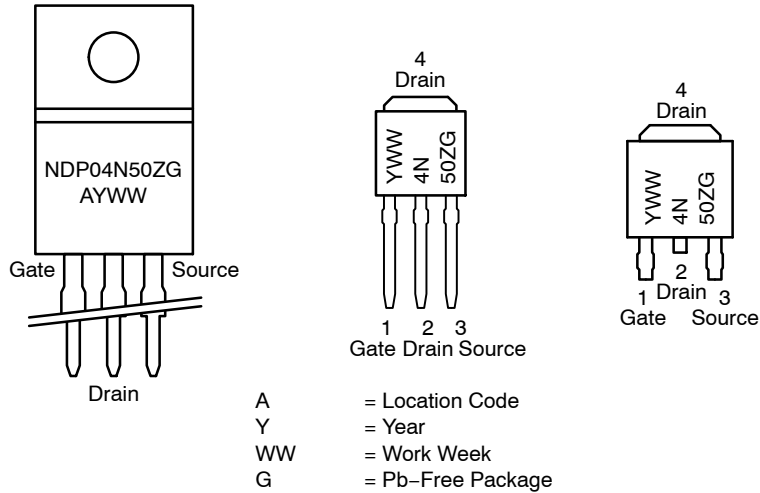 NDP04N50ZG
AYWW
Gate
Source
Drain
4
Drain
YWW
4N
50ZG
1 2 3
Gate Drain Source
4
Drain
YWW
4N
50ZG
1
Gate
2
Drain
3
Source
A = Location Code
Y = Year
WW = Work Week
G = Pb−Free Package